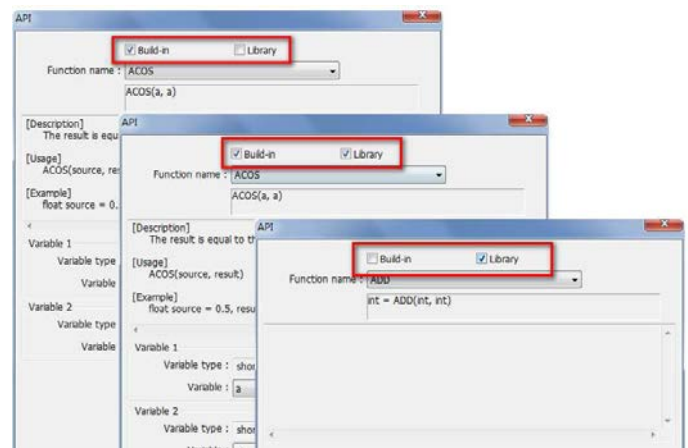 API
Build-in Library
Function name : ACOS
ACOS(a, a)
[Description]
The result is equ
[Usage]
ACOS(source, re
[Example]
float source = 0.
Variable 1
Variable type
Variable
Variable 2
Variable type
Variable
API
Build-in Library
Function name : ACOS
ACOS(a, a)
[Description]
The result is equal to th
[Usage]
ACOS(source, result)
[Example]
float source = 0.5, resu
Variable 1
Variable type : shor
Variable : a
Variable 2
Variable type : shor
API
Build-in Library
Function name : ADD
int = ADD(int, int)